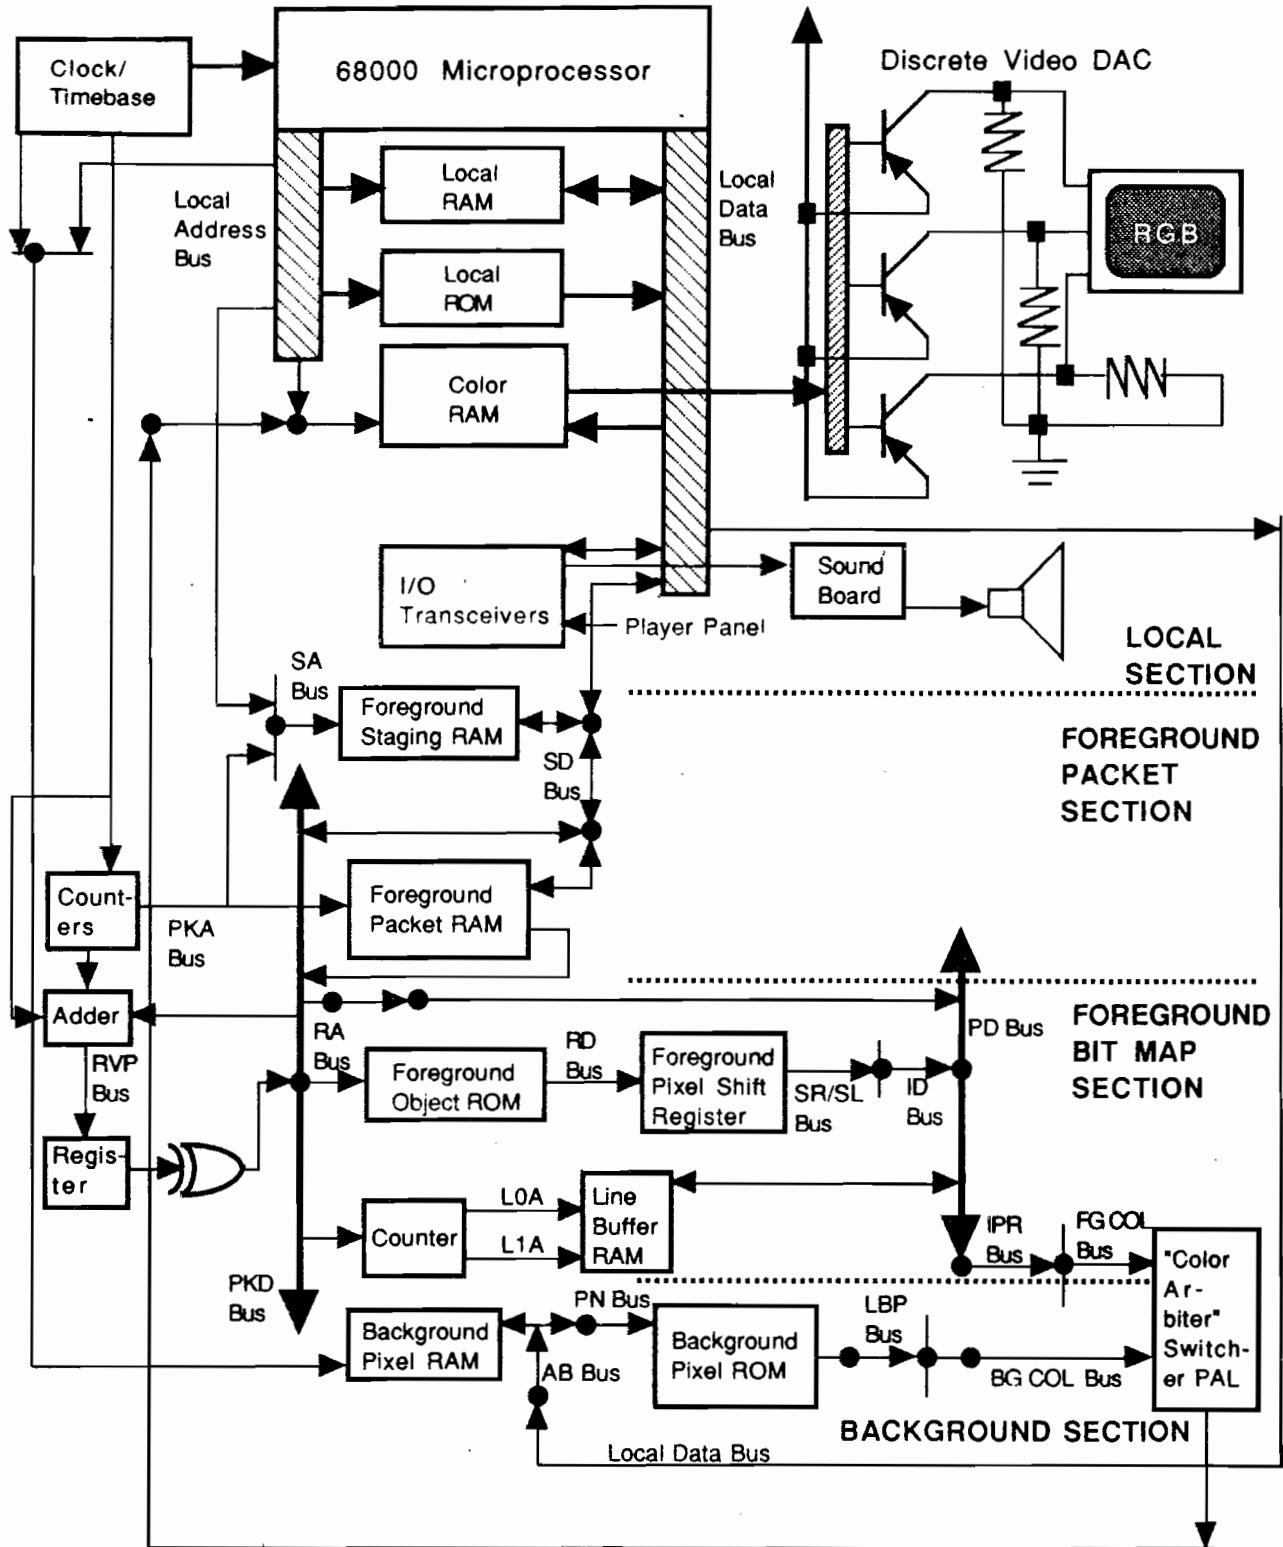 Clock/
Timebase
68000 Microprocessor
Discrete Video DAC
Local
Address
Bus
Local
RAM
Local
Data
Bus
RGB
Local
ROM
Color
RAM
I/O
Transceivers
Player Panel
Sound
Board
LOCAL
SECTION
SA
Bus
Foreground
Staging RAM
SD
Bus
FOREGROUND
PACKET
SECTION
Count-
ers
PKA
Bus
Foreground
Packet RAM
Adder
RVP
Bus
RA
Bus
Foreground
Object ROM
RD
Bus
Foreground
Pixel Shift
Register
SR/SL
Bus
ID
Bus
PD Bus
FOREGROUND
BIT MAP
SECTION
Regis-
ter
Counter
L0A
L1A
Line
Buffer
RAM
IPR
Bus
FG COL
Bus
"Color
Ar-
biter"
Switch-
er PAL
PKD
Bus
Background
Pixel RAM
PN Bus
AB Bus
Background
Pixel ROM
LBP
Bus
BG COL Bus
BACKGROUND SECTION
Local Data Bus